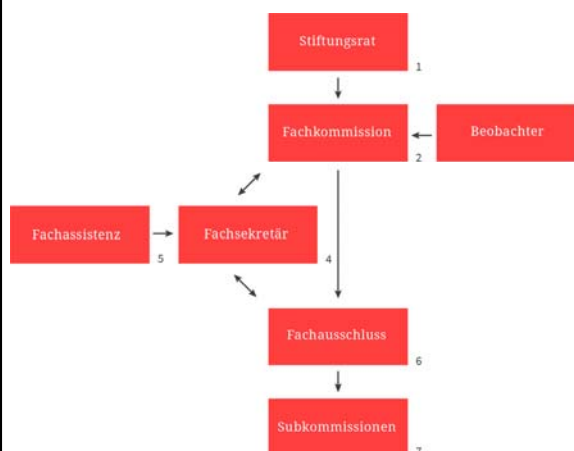 Stiftungsrat
1
Fachkommission
2
Beobachter
Fachassistenz
5
Fachsekretär
4
Fachausschluss
6
Subkommissionen